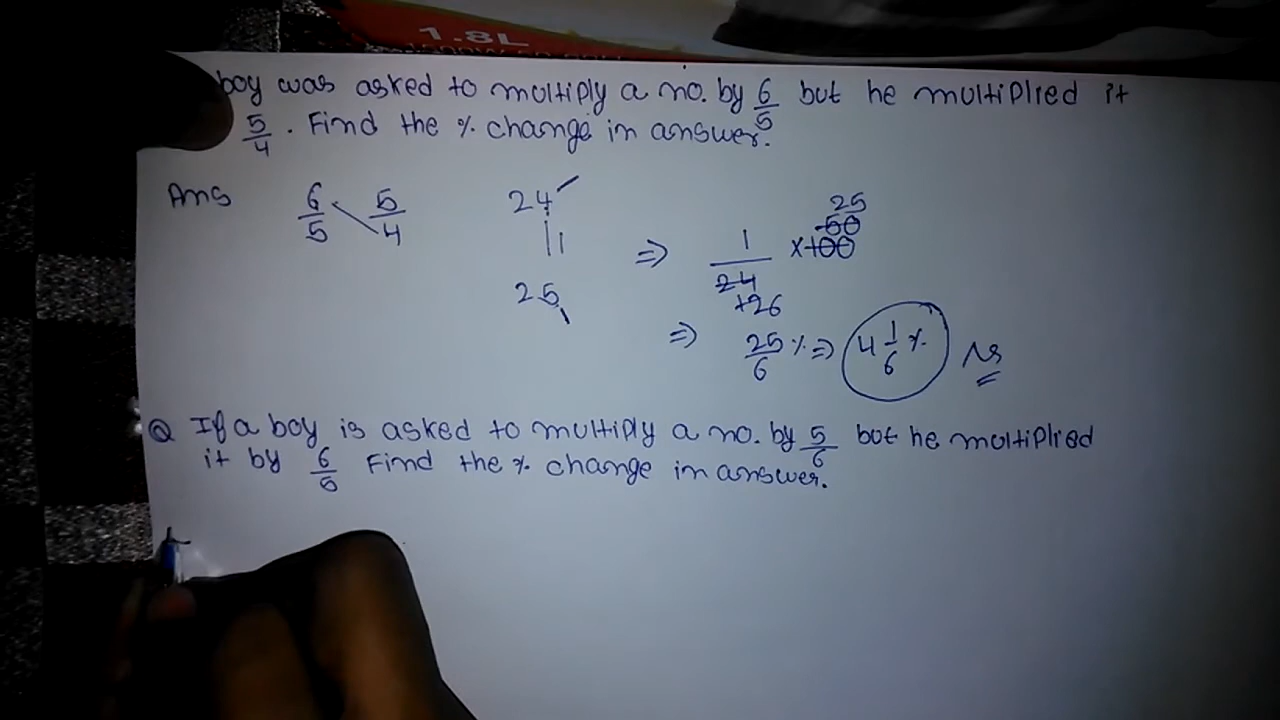 1.8L
boy was asked to multiply a no. by 6/5 but he multiplied it
5/4. Find the % change in answer.
Ans 6/5 5/4 24 1 25 ⇒ 1/24 ×100 50 25
+26
⇒ 25/6 % ⇒ 4 1/6 %. Ans
Q If a boy is asked to multiply a no. by 5/6 but he multiplied
it by 6/5 Find the % change in answer.